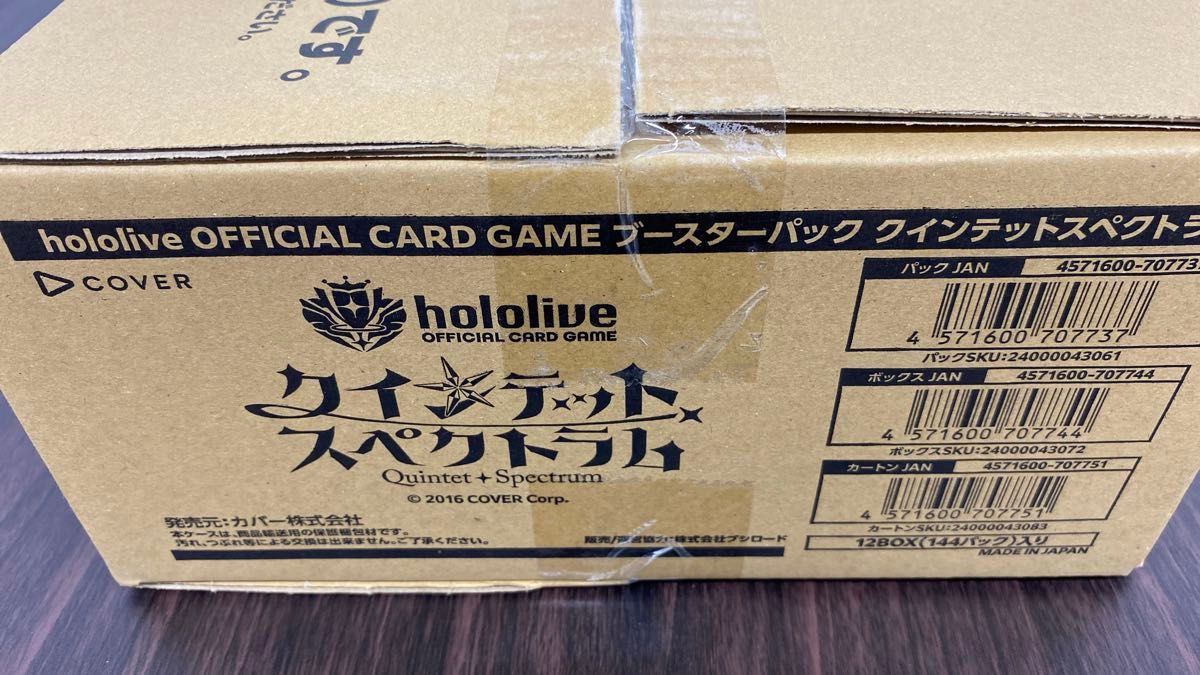 です。
ださい。
hololive OFFICIAL CARD GAME ブースターパック クインテットスペクトラ
COVER
hololive
OFFICIAL CARD GAME
クインテット
スペクトラム
Quintet Spectrum
© 2016 COVER Corp.
発売元:カバー株式会社
本ケースは、商品輸送用の保護梱包材です。
汚れ、つぶれ等による交換は出来ません。ご了承ください。
販売/運営協力:株式会社ブシロード
パック JAN 4571600-70773
4 571600 707737
パックSKU:24000043061
ボックス JAN 4571600-707744
4 571600 707744
ボックスSKU:24000043072
カートン JAN 4571600-707751
4 571600 707751
カートンSKU:24000043083
12BOX(144パック)入り
MADE IN JAPAN